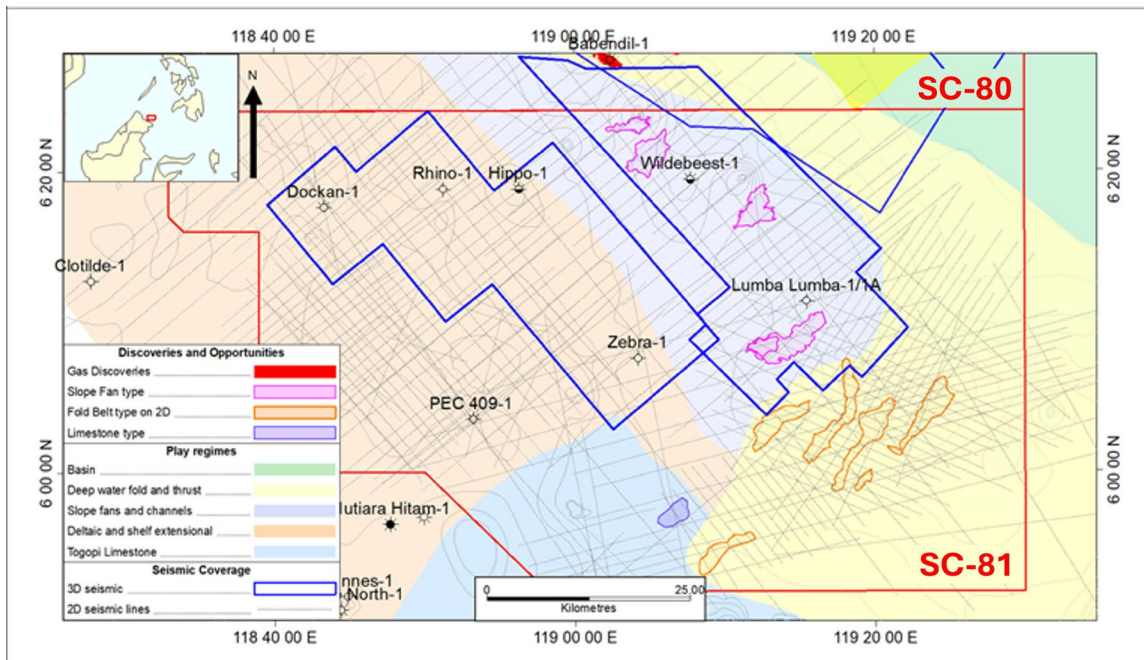 118 40 00 E
119 00 00 E
119 20 00 E
Babendil-1
N
SC-80
6 20 00 N
6 20 00 N
Wildebeest-1
Rhino-1
Hippo-1
Dockan-1
Clotilde-1
Lumba Lumba-1/1A
Zebra-1
Discoveries and Opportunities
Gas Discoveries
Slope Fan type
Fold Belt type on 2D
Limestone type
Play regimes
Basin
Deep water fold and thrust
Slope fans and channels
Deltaic and shelf extensional
Togopi Limestone
Seismic Coverage
3D seismic
2D seismic lines
PEC 409-1
6 00 00 N
6 00 00 N
Hitam-1
SC-81
nnes-1
North-1
0
25.00
Kilometres
118 40 00 E
119 00 00 E
119 20 00 E